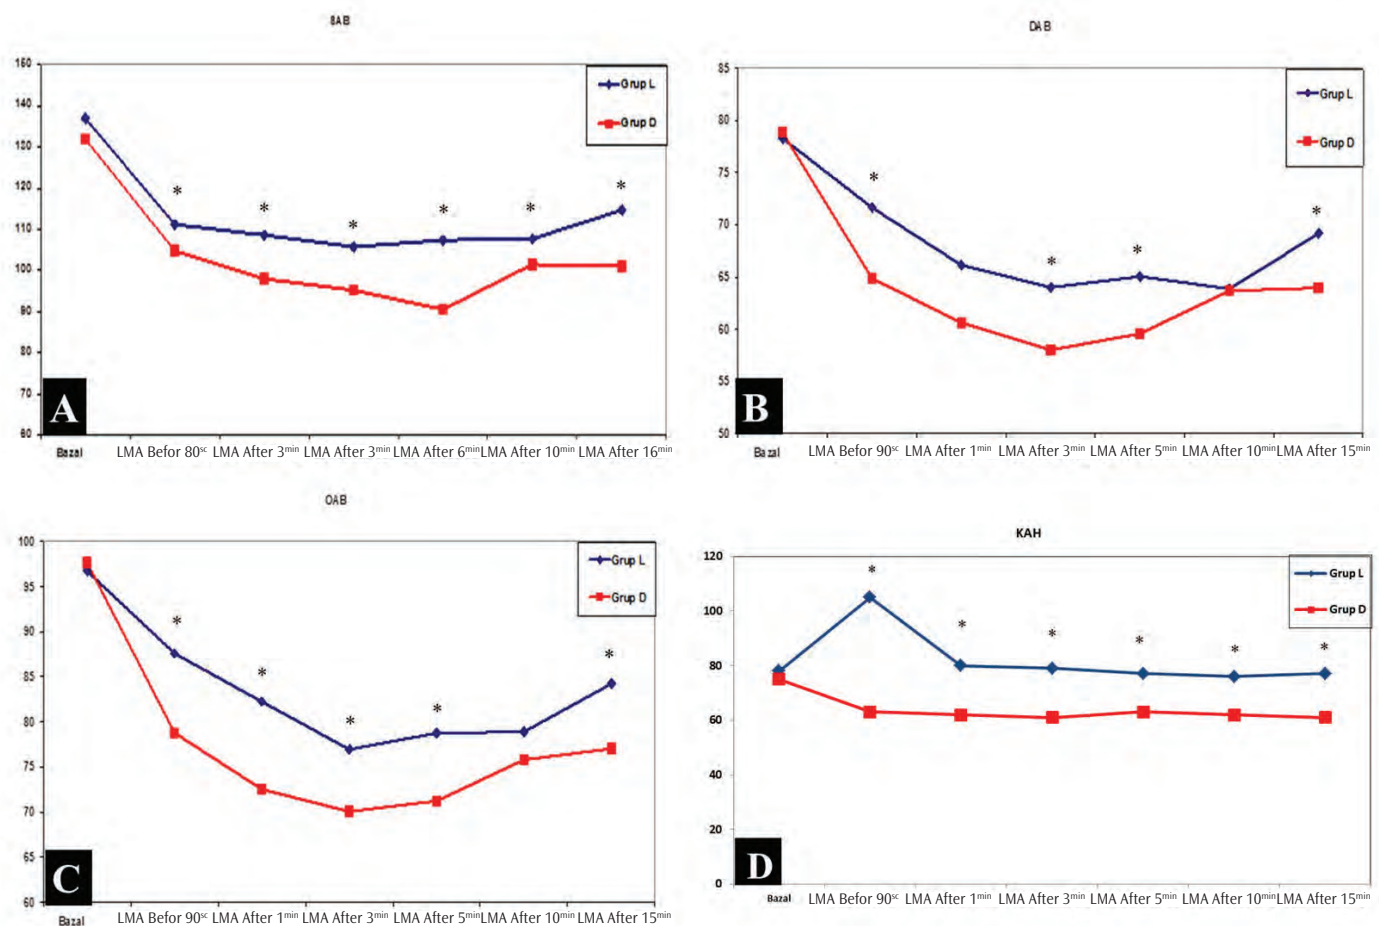 8AB
160
140
130
120
110
100
90
80
70
60
Grup L
Grup D
A
Bazal LMA Befor 80sc LMA After 3min LMA After 3min LMA After 6min LMA After 10min LMA After 16min
* * * * * *
DAB
85
80
75
70
65
60
55
50
Grup L
Grup D
B
Bazal LMA Befor 90sc LMA After 1min LMA After 3min LMA After 5min LMA After 10min LMA After 15min
* * * *
OAB
100
95
90
85
80
75
70
65
60
Grup L
Grup D
C
Bazal LMA Befor 90sc LMA After 1min LMA After 3min LMA After 5min LMA After 10min LMA After 15min
* * * * *
KAH
120
100
80
60
40
20
0
Grup L
Grup D
D
Bazal LMA Befor 90sc LMA After 1min LMA After 3min LMA After 5min LMA After 10min LMA After 15min
* * * * * *